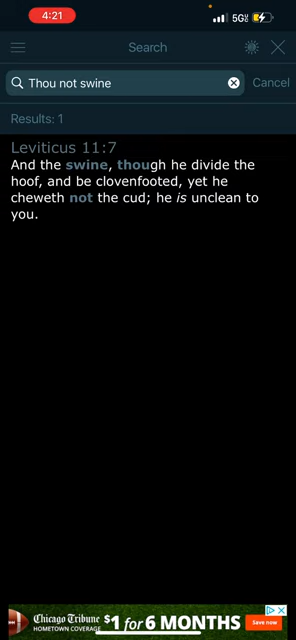 4:21
5G
Search
Thou not swine
Cancel
Results: 1
Leviticus 11:7
And the swine, though he divide the
hoof, and be clovenfooted, yet he
cheweth not the cud; he is unclean to
you.
Chicago Tribune
HOMETOWN COVERAGE
$1 for 6 MONTHS
Save now